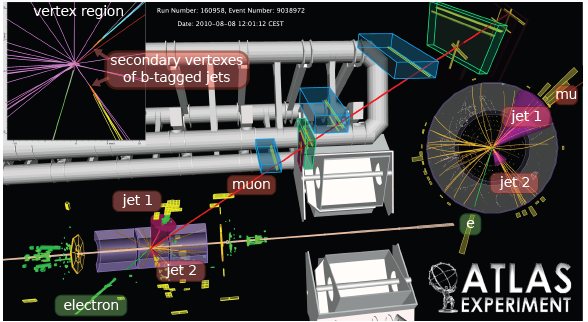 vertex region
Run Number: 160958, Event Number: 9038972
Date: 2010-08-08 12:01:12 CEST
secondary vertexes
of b-tagged jets
mu
jet 1
jet 2
muon
jet 1
e
jet 2
electron
ATLAS
EXPERIMENT